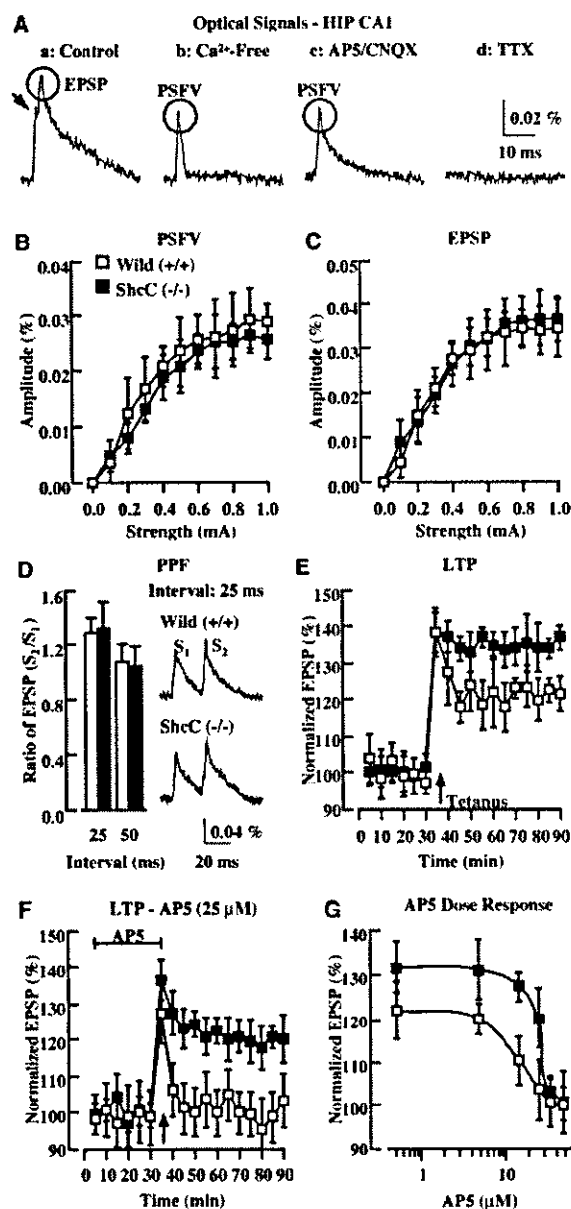 A
Optical Signals - HIP CA1
a: Control
b: Ca²⁺-Free
c: AP5/CNQX
d: TTX
EPSP
PSFV
PSFV
0.02 %
10 ms
B
PSFV
0.04
0.03
0.02
0.01
0.00
Amplitude (%)
Wild (+/+)
ShcC (-/-)
0.0 0.2 0.4 0.6 0.8 1.0
Strength (mA)
C
EPSP
0.05
0.04
0.03
0.02
0.01
0.00
Amplitude (%)
0.0 0.2 0.4 0.6 0.8 1.0
Strength (mA)
D
PPF
1.6
1.2
0.8
0.4
0.0
Ratio of EPSP (S₂/S₁)
25 50
Interval (ms)
Interval: 25 ms
Wild (+/+)
S₁ S₂
ShcC (-/-)
0.04 %
20 ms
E
LTP
150
140
130
120
110
100
90
Normalized EPSP (%)
Tetanus
0 10 20 30 40 50 60 70 80 90
Time (min)
F
LTP - AP5 (25 μM)
AP5
150
140
130
120
110
100
90
Normalized EPSP (%)
0 10 20 30 40 50 60 70 80 90
Time (min)
G
AP5 Dose Response
140
130
120
110
100
90
Normalized EPSP (%)
1 10
AP5 (μM)